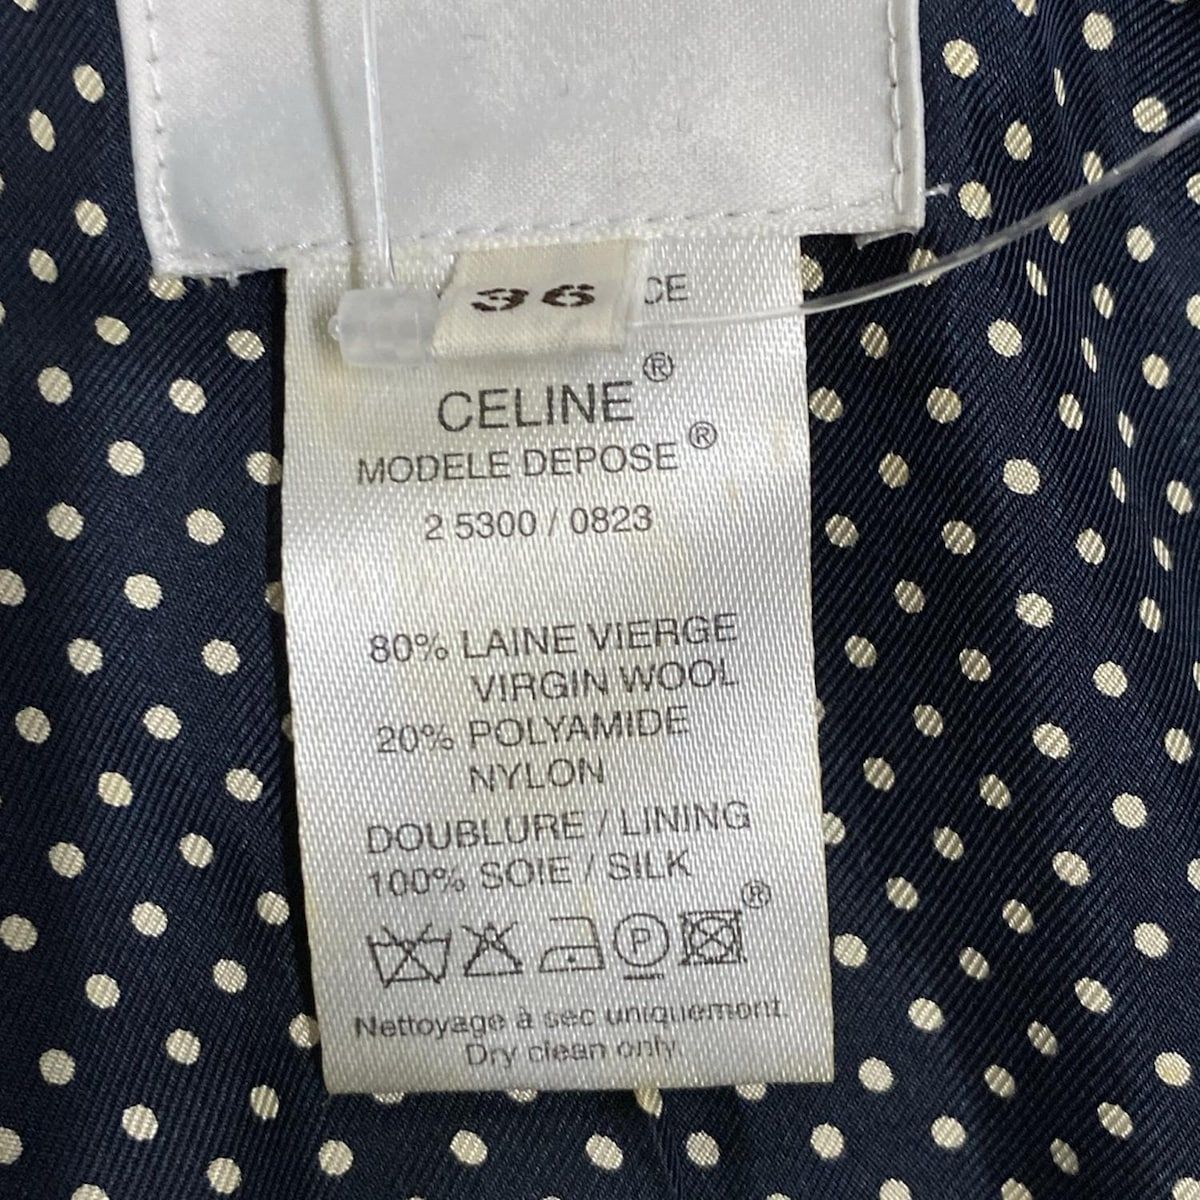 36
CELINE®
MODELE DEPOSE®
2 5300 / 0823
80% LAINE VIERGE
VIRGIN WOOL
20% POLYAMIDE
NYLON
DOUBLURE / LINING
100% SOIE / SILK
P ®
Nettoyage à sec uniquement.
Dry clean only.